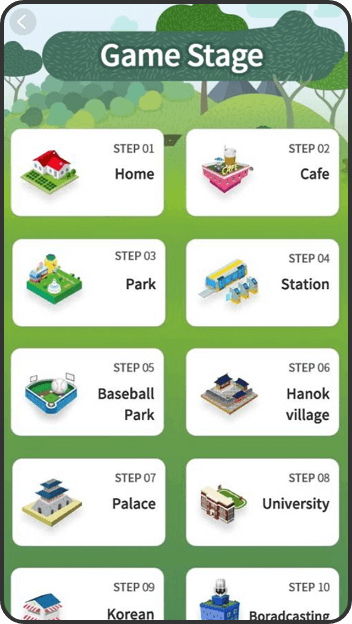 Game Stage
STEP 01
Home
STEP 02
Cafe
STEP 03
Park
STEP 04
Station
STEP 05
Baseball
Park
STEP 06
Hanok
village
STEP 07
Palace
STEP 08
University
STEP 09
Korean
STEP 10
Boradcasting